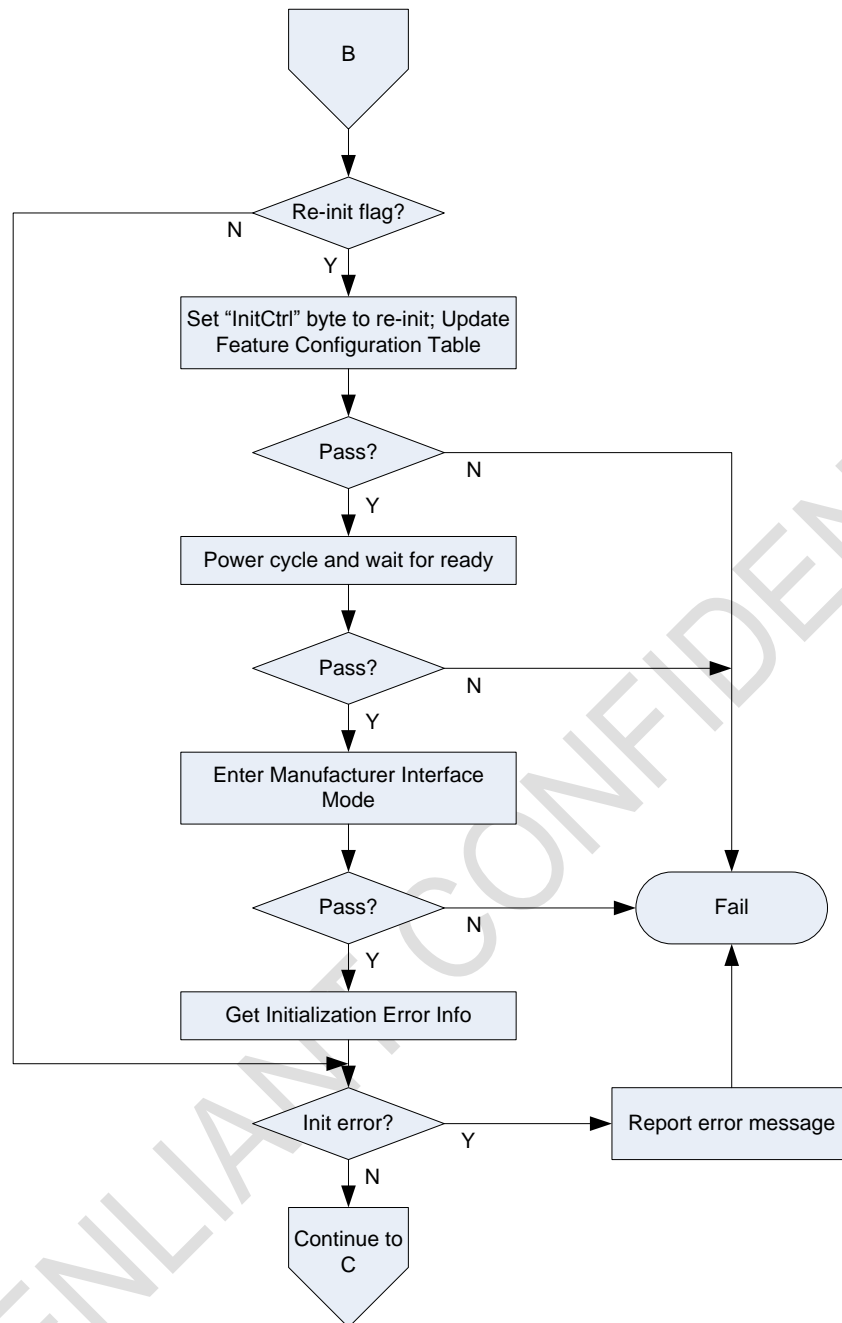 B
Re-init flag?
N
Y
Set “InitCtrl” byte to re-init; Update
Feature Configuration Table
Pass?
N
Y
Power cycle and wait for ready
Pass?
N
Y
Enter Manufacturer Interface
Mode
Pass?
N
Fail
Y
Get Initialization Error Info
Init error?
Y
Report error message
N
Continue to
C
ENLIANT CONFIDEN